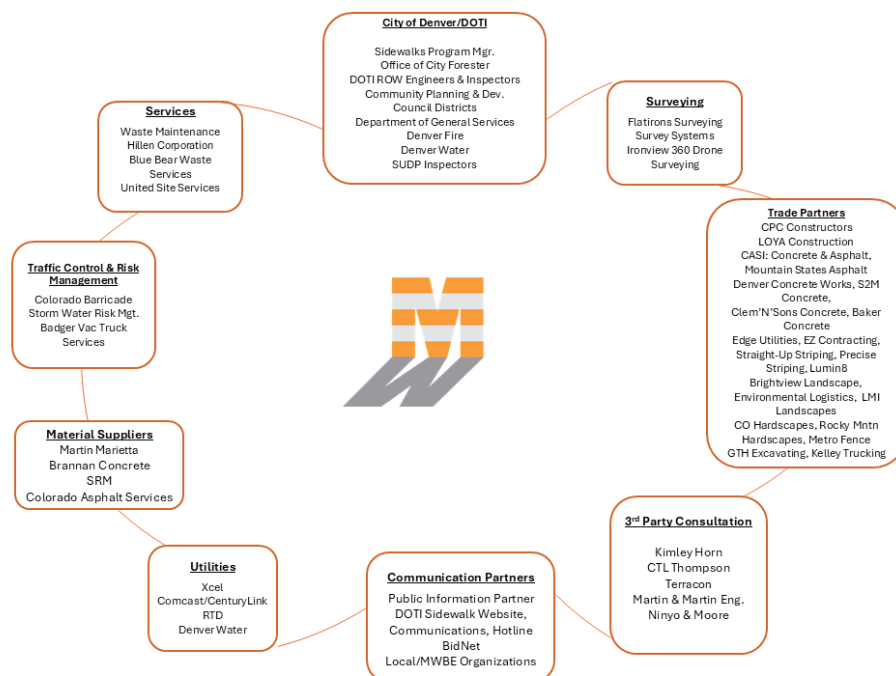 City of Denver/DOTI
Sidewalks Program Mgr.
Office of City Forester
DOTI ROW Engineers & Inspectors
Community Planning & Dev.
Council Districts
Department of General Services
Denver Fire
Denver Water
SUDP Inspectors
Surveying
Flatirons Surveying
Survey Systems
Ironview 360 Drone
Surveying
Trade Partners
CPC Constructors
LOYA Construction
CASI: Concrete & Asphalt,
Mountain States Asphalt
Denver Concrete Works, S2M
Concrete,
Clem'N'Sons Concrete, Baker
Concrete
Edge Utilities, EZ Contracting,
Straight-Up Striping, Precise
Striping, Lumin8
Brightview Landscape,
Environmental Logistics, LMI
Landscapes
CO Hardscapes, Rocky Mntn
Hardscapes, Metro Fence
GTH Excavating, Kelley Trucking
3rd Party Consultation
Kimley Horn
CTL Thompson
Terracon
Martin & Martin Eng.
Ninyo & Moore
Communication Partners
Public Information Partner
DOTI Sidewalk Website,
Communications, Hotline
BidNet
Local/MWBE Organizations
Utilities
Xcel
Comcast/CenturyLink
RTD
Denver Water
Material Suppliers
Martin Marietta
Brannan Concrete
SRM
Colorado Asphalt Services
Traffic Control & Risk
Management
Colorado Barricade
Storm Water Risk Mgt.
Badger Vac Truck
Services
Services
Waste Maintenance
Hillen Corporation
Blue Bear Waste
Services
United Site Services
M